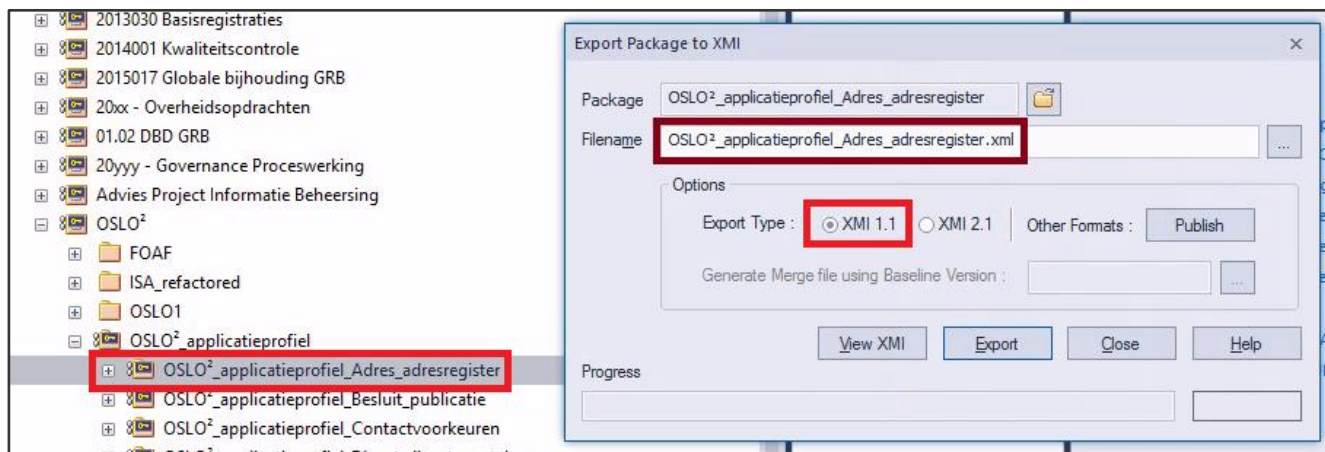 2013030 Basisregistraties
2014001 Kwaliteitscontrole
2015017 Globale bijhouding GRB
20xx - Overheidsopdrachten
01.02 DBD GRB
20yyy - Governance Proceswerking
Advies Project Informatie Beheersing
OSLO²
FOAF
ISA_refactored
OSLO1
OSLO²_applicatieprofiel
OSLO²_applicatieprofiel_Adres_adresregister
OSLO²_applicatieprofiel_Besluit_publicatie
OSLO²_applicatieprofiel_Contactvoorkeuren
Export Package to XMI
Package OSLO²_applicatieprofiel_Adres_adresregister
Filename OSLO²_applicatieprofiel_Adres_adresregister.xml ...
Options
Export Type : XMI 1.1 XMI 2.1 Other Formats : Publish
Generate Merge file using Baseline Version : ...
View XMI Export Close Help
Progress